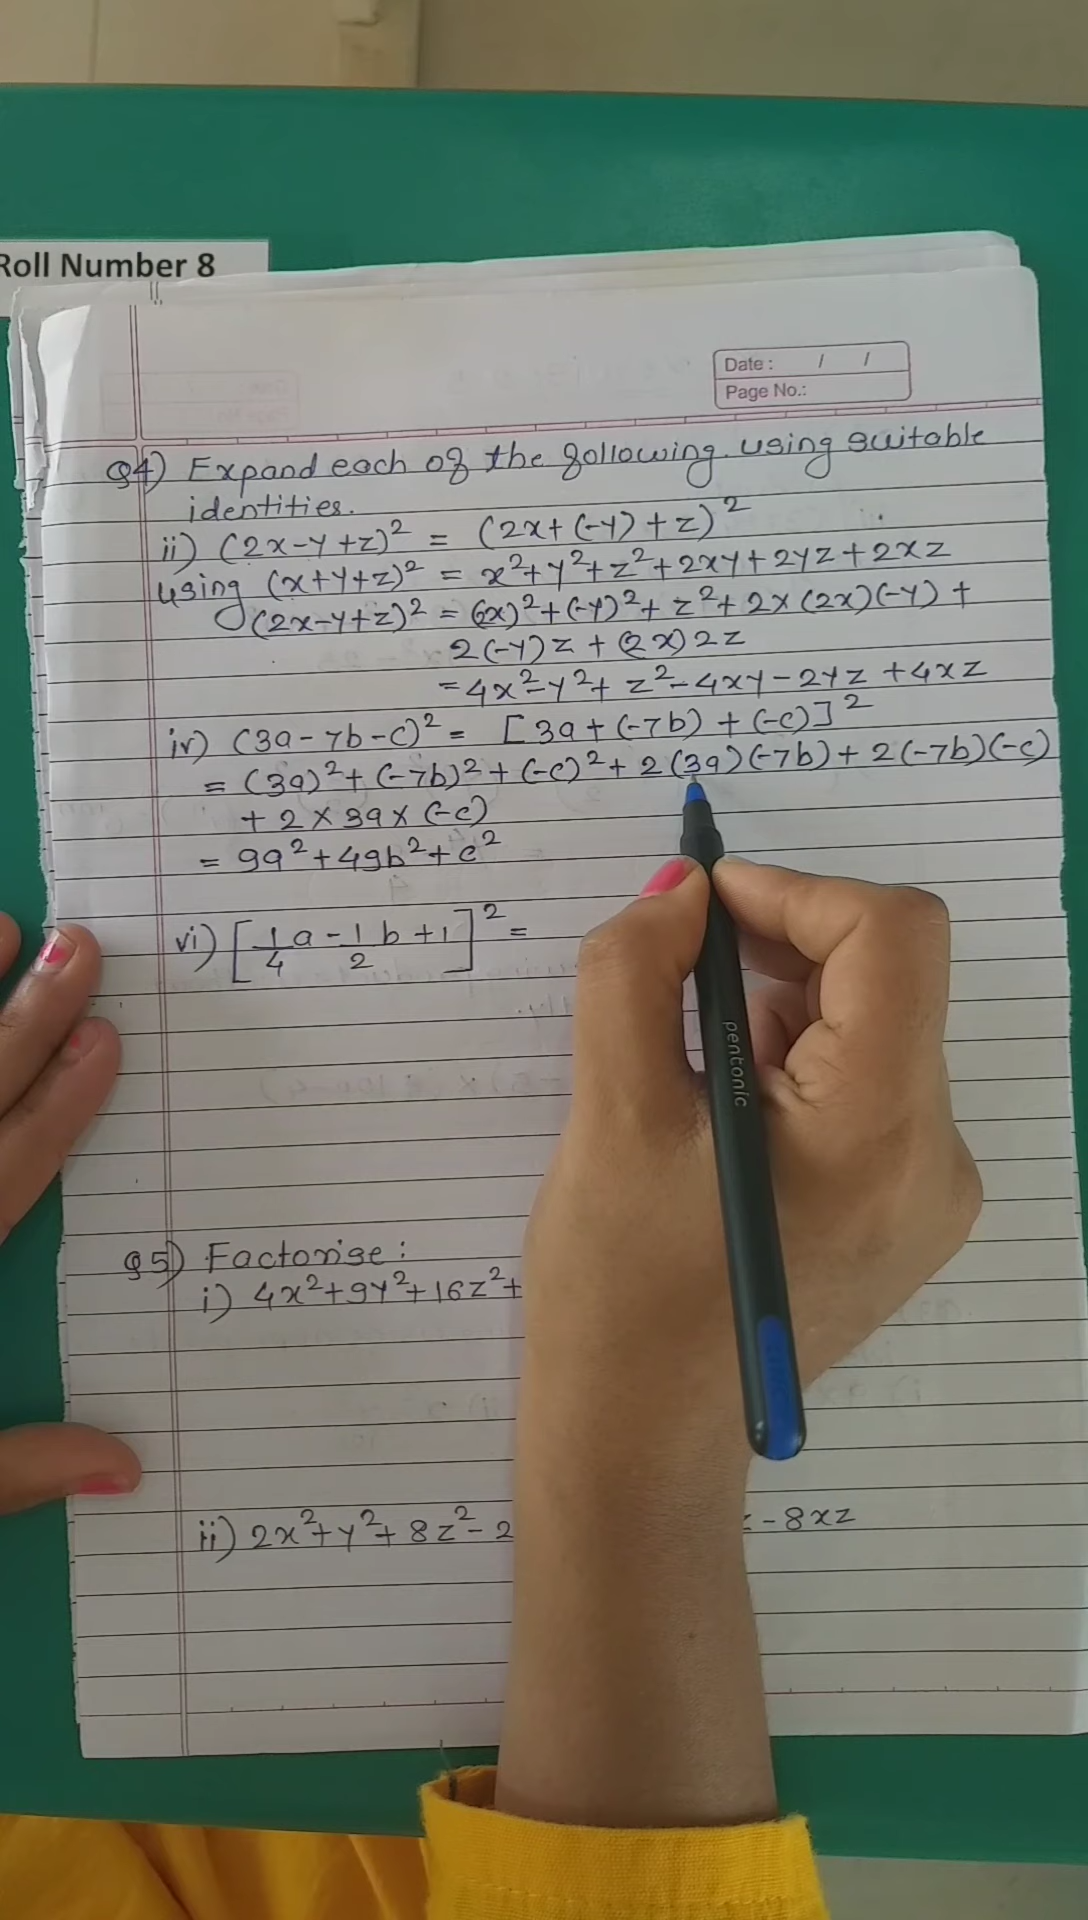 Roll Number 8
Date : / /
Page No.:
Q4) Expand each of the following using suitable
identities.
ii) (2x-y+z)² = (2x+(-y)+z)²
using (x+y+z)² = x²+y²+z²+2xy+2yz+2xz
(2x-y+z)² = (2x)²+(-y)²+z²+2×(2x)(-y)+
2(-y)z+(2x)2z
=4x²-y²+z²-4xy-2yz+4xz
iv) (3a-7b-c)² = [3a+(-7b)+(-c)]²
= (3a)²+(-7b)²+(-c)²+2(3a)(-7b)+2(-7b)(-c)
+2×3a×(-c)
= 9a²+49b²+c²
vi) [1/4 a - 1/2 b + 1]² =
Q5) Factorise:
i) 4x²+9y²+16z²+
ii) 2x²+y²+8z²-2 -8xz
pentonic